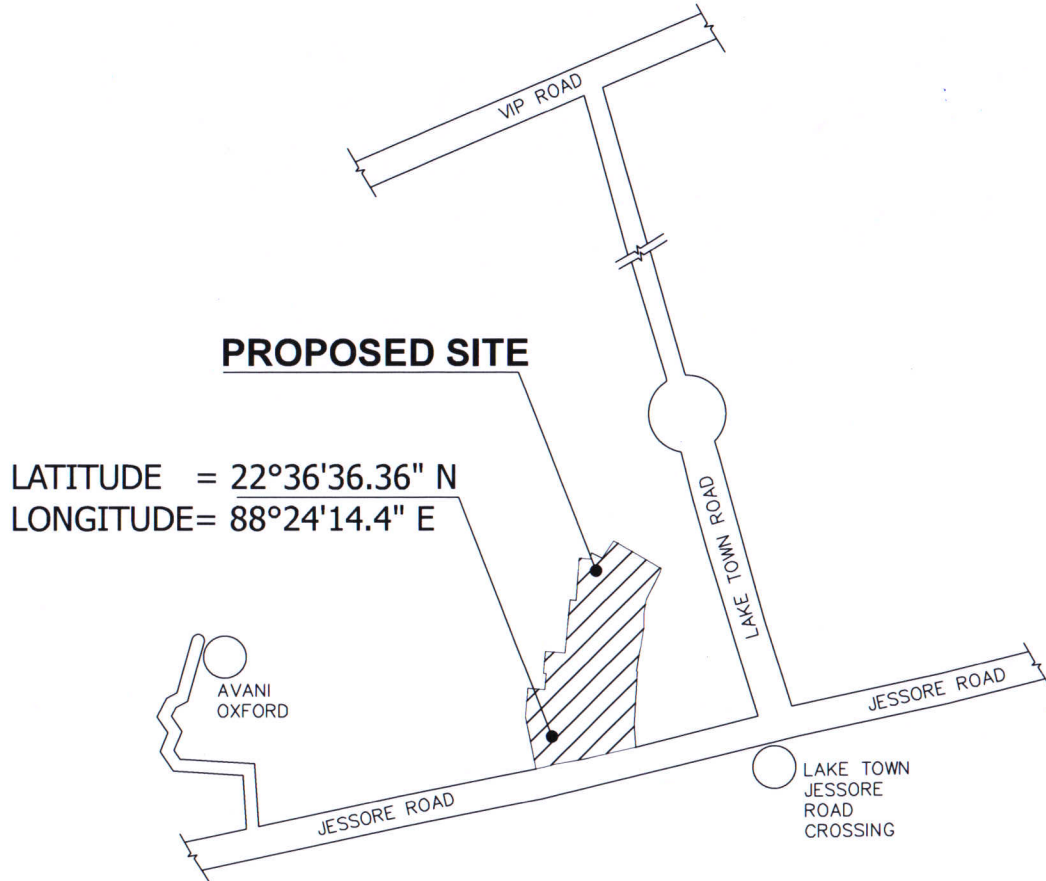 VIP ROAD
PROPOSED SITE
LATITUDE = 22°36'36.36" N
LONGITUDE= 88°24'14.4" E
LAKE TOWN ROAD
AVANI
OXFORD
JESSORE ROAD
JESSORE ROAD
LAKE TOWN
JESSORE
ROAD
CROSSING